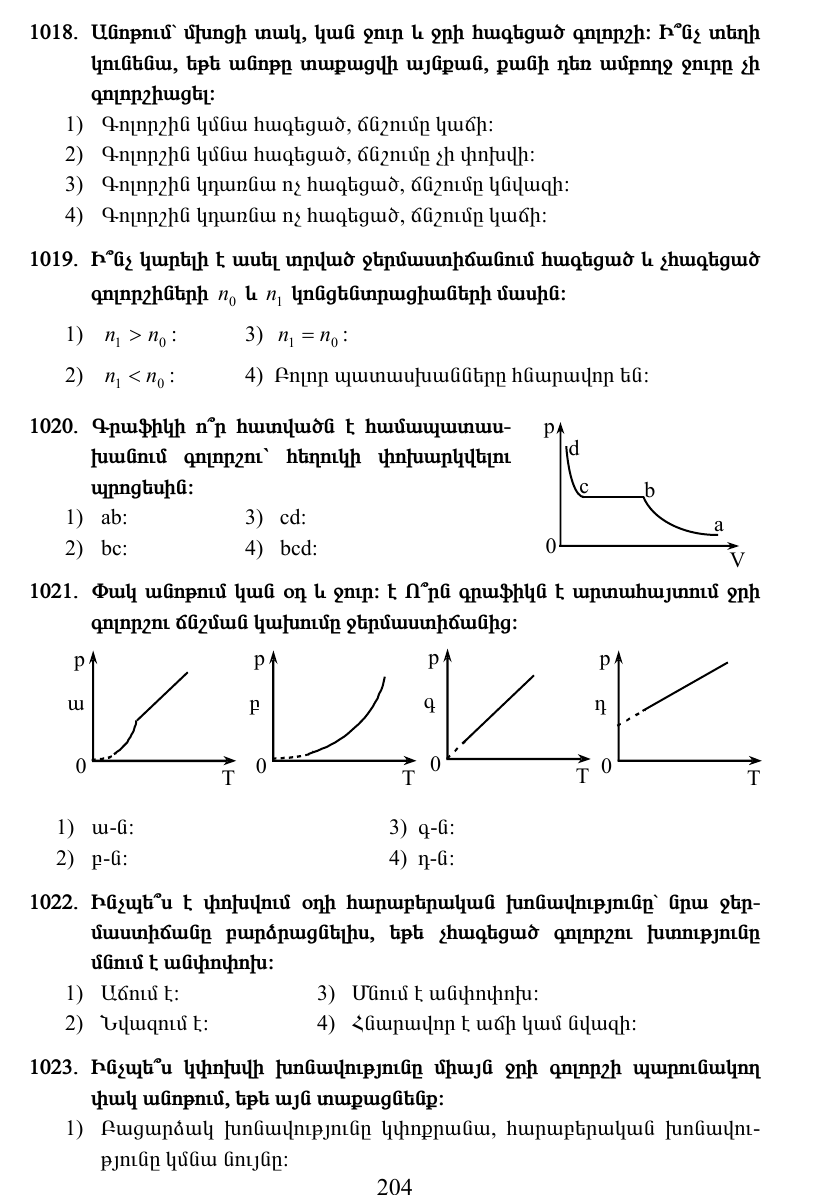 1018. Անոթում՝ մխոցի տակ, կան ջուր և ջրի հագեցած գոլորշի: Ի՞նչ տեղի
կունենա, եթե անոթը տաքացվի այնքան, քանի դեռ ամբողջ ջուրը չի
գոլորշիացել:
1) Գոլորշին կմնա հագեցած, ճնշումը կաճի:
2) Գոլորշին կմնա հագեցած, ճնշումը չի փոխվի:
3) Գոլորշին կդառնա ոչ հագեցած, ճնշումը կնվազի:
4) Գոլորշին կդառնա ոչ հագեցած, ճնշումը կաճի:
1019. Ի՞նչ կարելի է ասել տրված ջերմաստիճանում հագեցած և չհագեցած
գոլորշիների n₀ և n₁ կոնցենտրացիաների մասին:
1) n₁ > n₀ : 3) n₁ = n₀ :
2) n₁ < n₀ : 4) Բոլոր պատասխանները հնարավոր են:
1020. Գրաֆիկի ո՞ր հատվածն է համապատաս-
խանում գոլորշու՝ հեղուկի փոխարկվելու
պրոցեսին:
1) ab: 3) cd:
2) bc: 4) bcd:
p
d
c
b
a
0
V
1021. Փակ անոթում կան օդ և ջուր: է Ո՞րն գրաֆիկն է արտահայտում ջրի
գոլորշու ճնշման կախումը ջերմաստիճանից:
p p p p
ա բ գ դ
0 T 0 T 0 T 0 T
1) ա-ն: 3) գ-ն:
2) բ-ն: 4) դ-ն:
1022. Ինչպե՞ս է փոխվում օդի հարաբերական խոնավությունը՝ նրա ջեր-
մաստիճանը բարձրացնելիս, եթե չհագեցած գոլորշու խտությունը
մնում է անփոփոխ:
1) Աճում է: 3) Մնում է անփոփոխ:
2) Նվազում է: 4) Հնարավոր է աճի կամ նվազի:
1023. Ինչպե՞ս կփոխվի խոնավությունը միայն ջրի գոլորշի պարունակող
փակ անոթում, եթե այն տաքացնենք:
1) Բացարձակ խոնավությունը կփոքրանա, հարաբերական խոնավու-
թյունը կմնա նույնը:
204